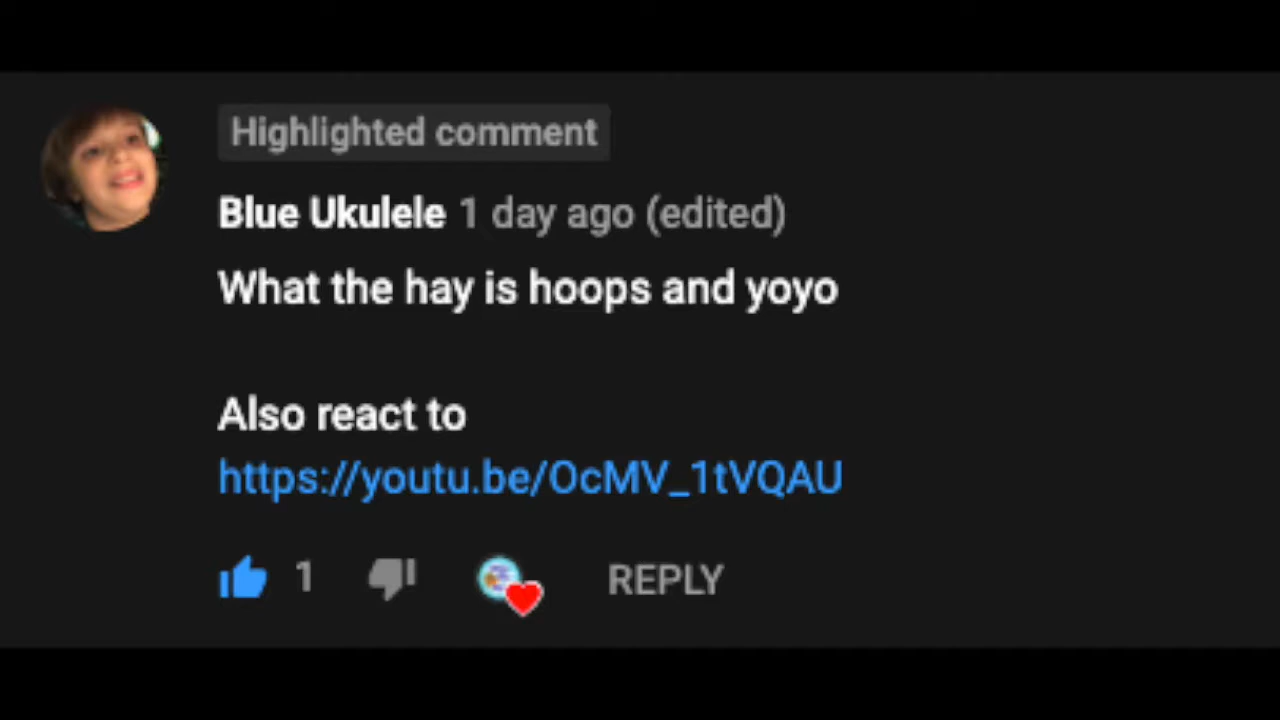 Highlighted comment
Blue Ukulele 1 day ago (edited)
What the hay is hoops and yoyo
Also react to
https://youtu.be/OcMV_1tVQAU
1 REPLY